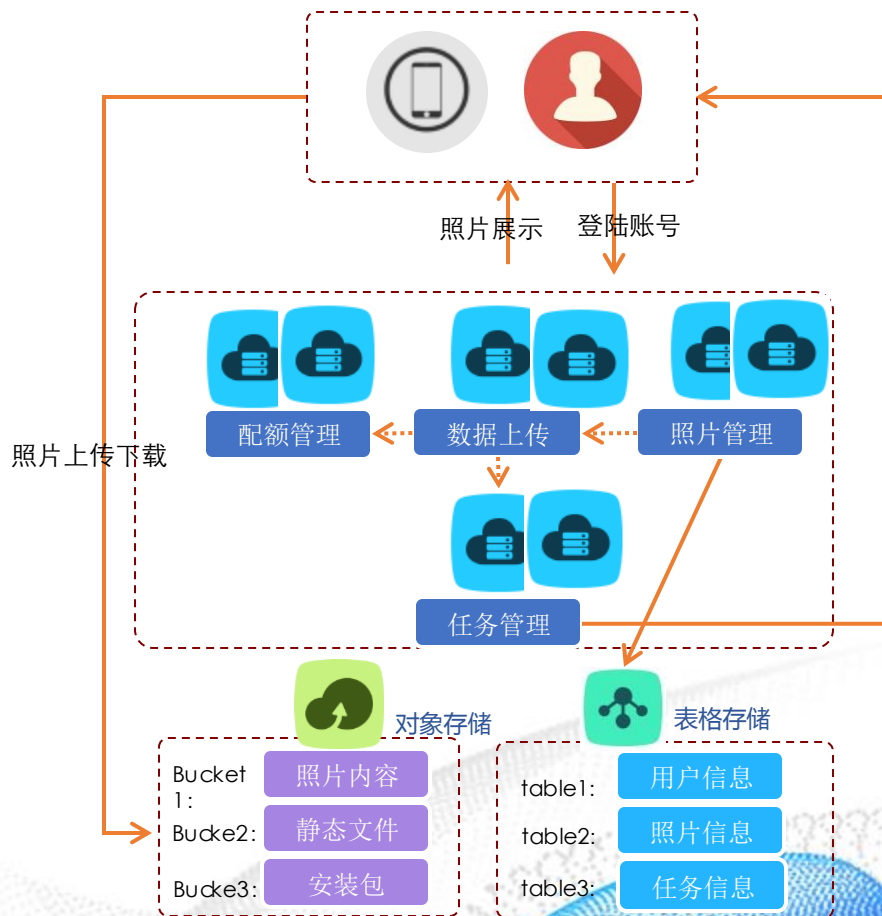 照片展示
登陆账号
配额管理
数据上传
照片管理
照片上传下载
任务管理
对象存储
表格存储
Bucket
1:
照片内容
Bucke2:
静态文件
Bucke3:
安装包
table1:
用户信息
table2:
照片信息
table3:
任务信息